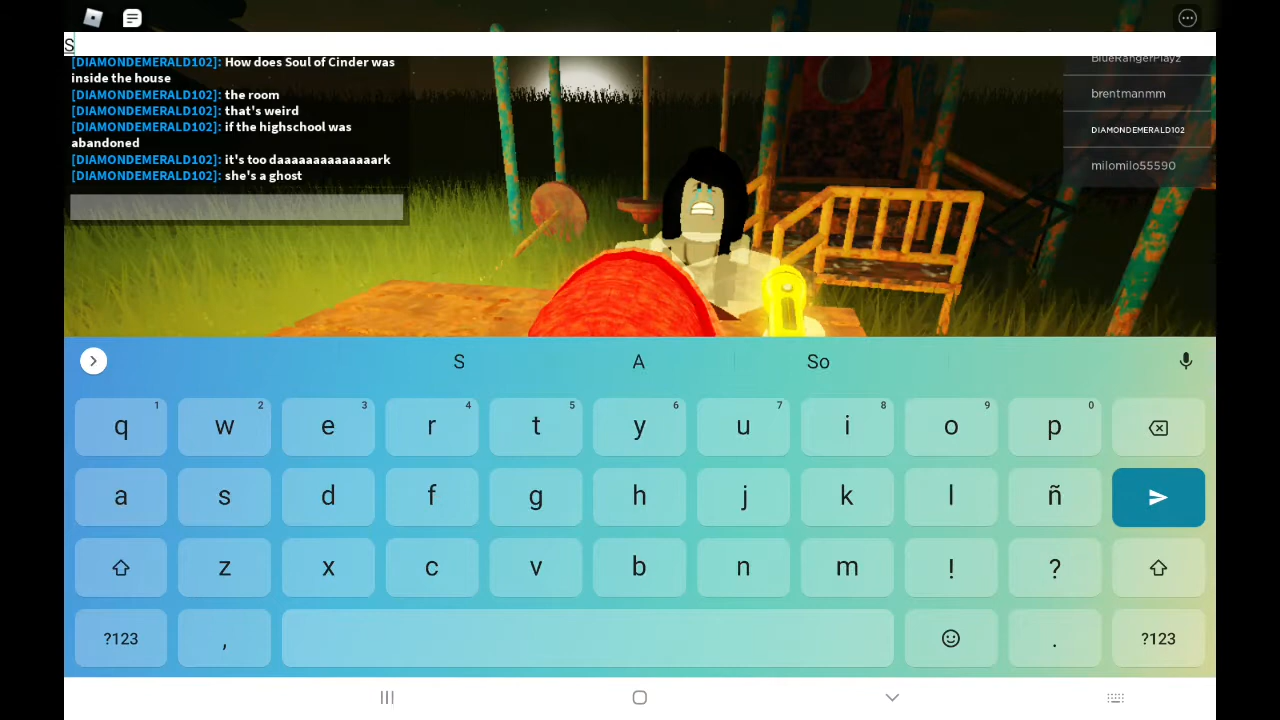 S
[DIAMONDEMERALD102]: How does Soul of Cinder was
inside the house
[DIAMONDEMERALD102]: the room
[DIAMONDEMERALD102]: that's weird
[DIAMONDEMERALD102]: if the highschool was
abandoned
[DIAMONDEMERALD102]: it's too daaaaaaaaaaaaaark
[DIAMONDEMERALD102]: she's a ghost
BlueRangerPlayz
brentmanmm
DIAMONDEMERALD102
milomilo55590
S A So
q 1 w 2 e 3 r 4 t 5 y 6 u 7 i 8 o 9 p 0
a s d f g h j k l ñ
z x c v b n m ! ?
?123 , . ?123